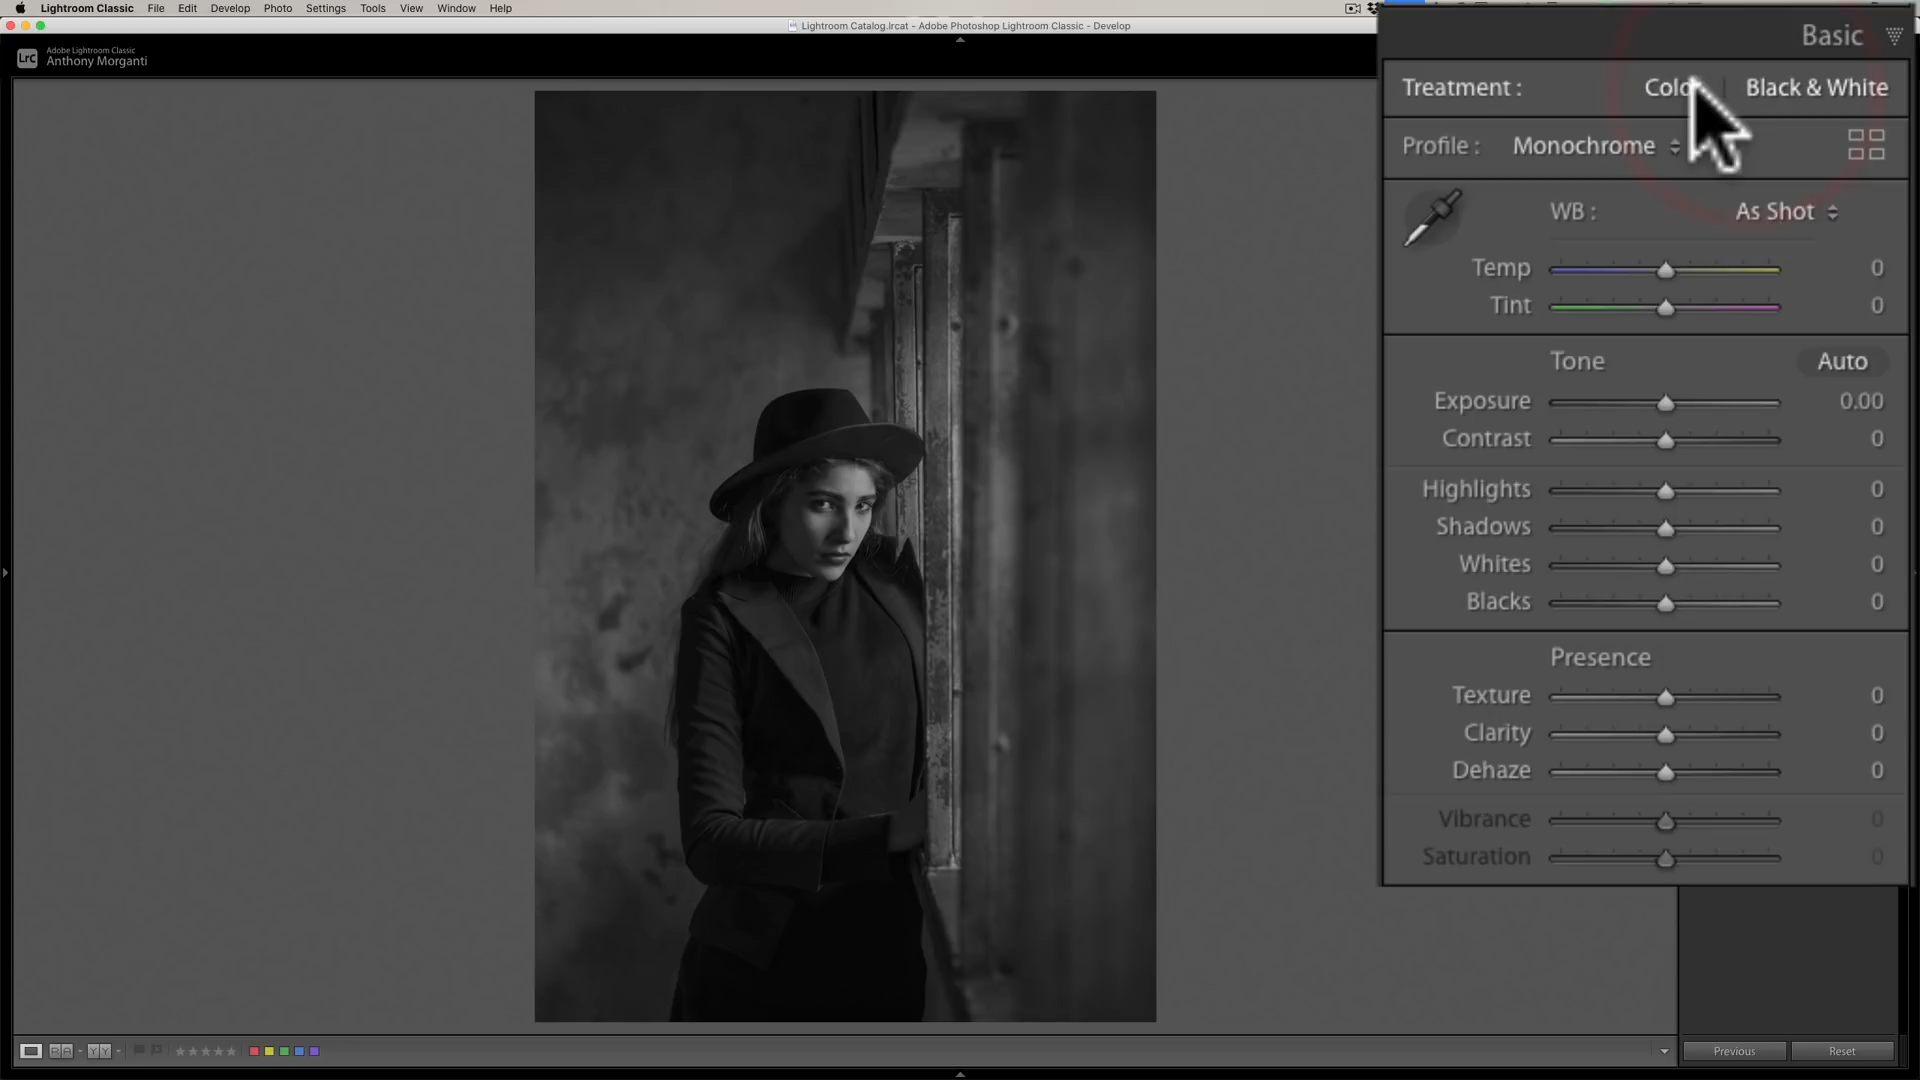 Lightroom Classic File Edit Develop Photo Settings Tools View Window Help
Lightroom Catalog.lrcat - Adobe Photoshop Lightroom Classic - Develop
LrC
Adobe Lightroom Classic
Anthony Morganti
Basic
Treatment : Black & White
Profile : Monochrome
WB : As Shot
Temp 0
Tint 0
Tone Auto
Exposure 0.00
Contrast 0
Highlights 0
Shadows 0
Whites 0
Blacks 0
Presence
Texture 0
Clarity 0
Dehaze 0
Vibrance 0
Saturation 0
Previous Reset